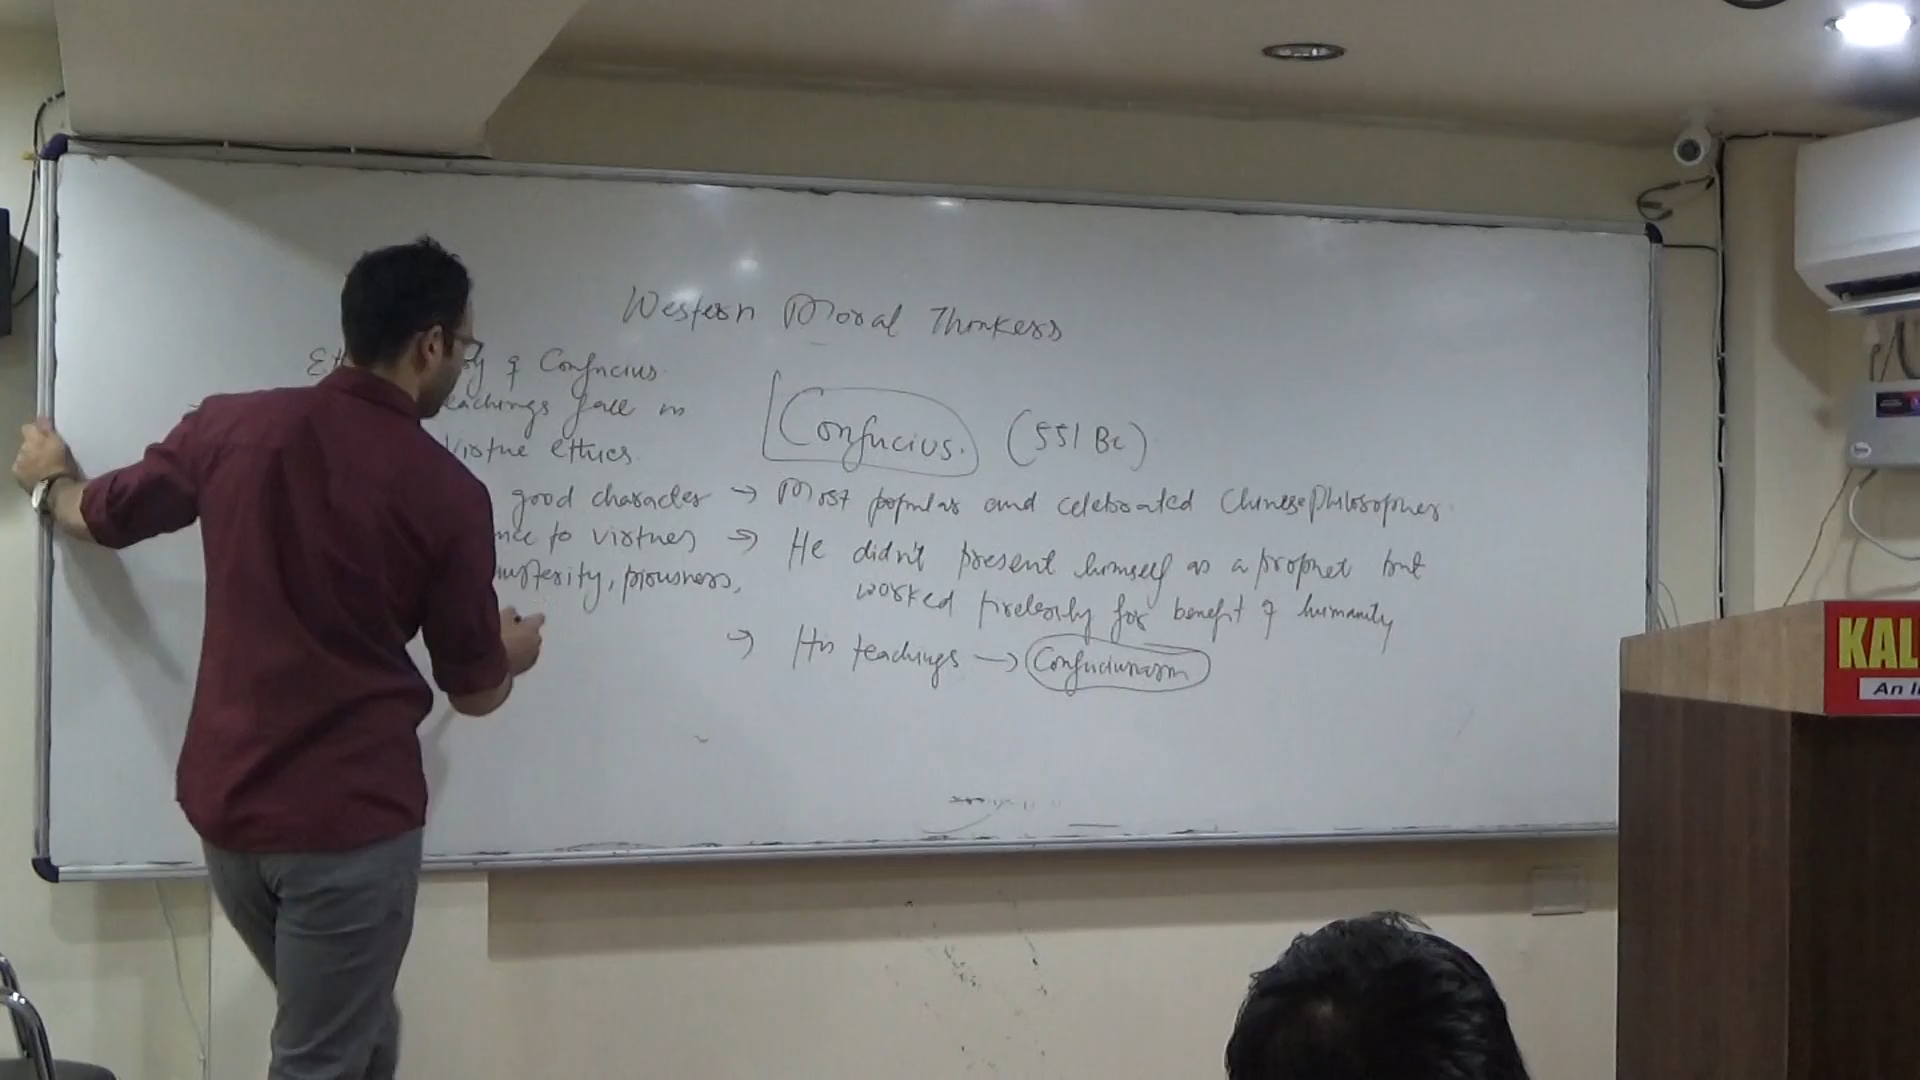 Western Moral Thinkers
of Confucius
teachings fall in
Virtue ethics
good character
to virtues
austerity, piousness,
Confucius. (551 BC)
→ Most popular and celebrated Chinese philosopher
→ He didn't present himself as a prophet but
worked tirelessly for benefit of humanity
→ His teachings → Confucianism
KAL
An I